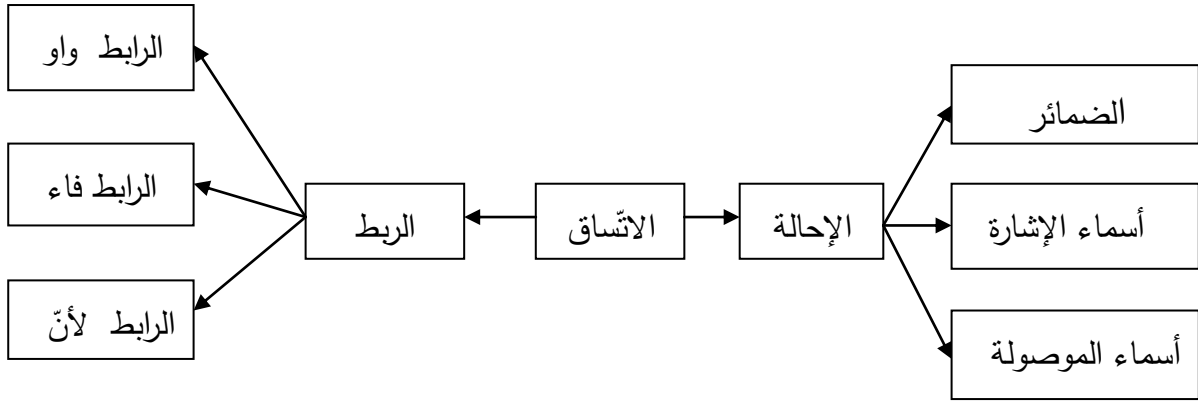 الرابط واو
الضمائر
الرابط فاء
الربط
الاتّساق
الإحالة
أسماء الإشارة
الرابط لأنّ
أسماء الموصولة